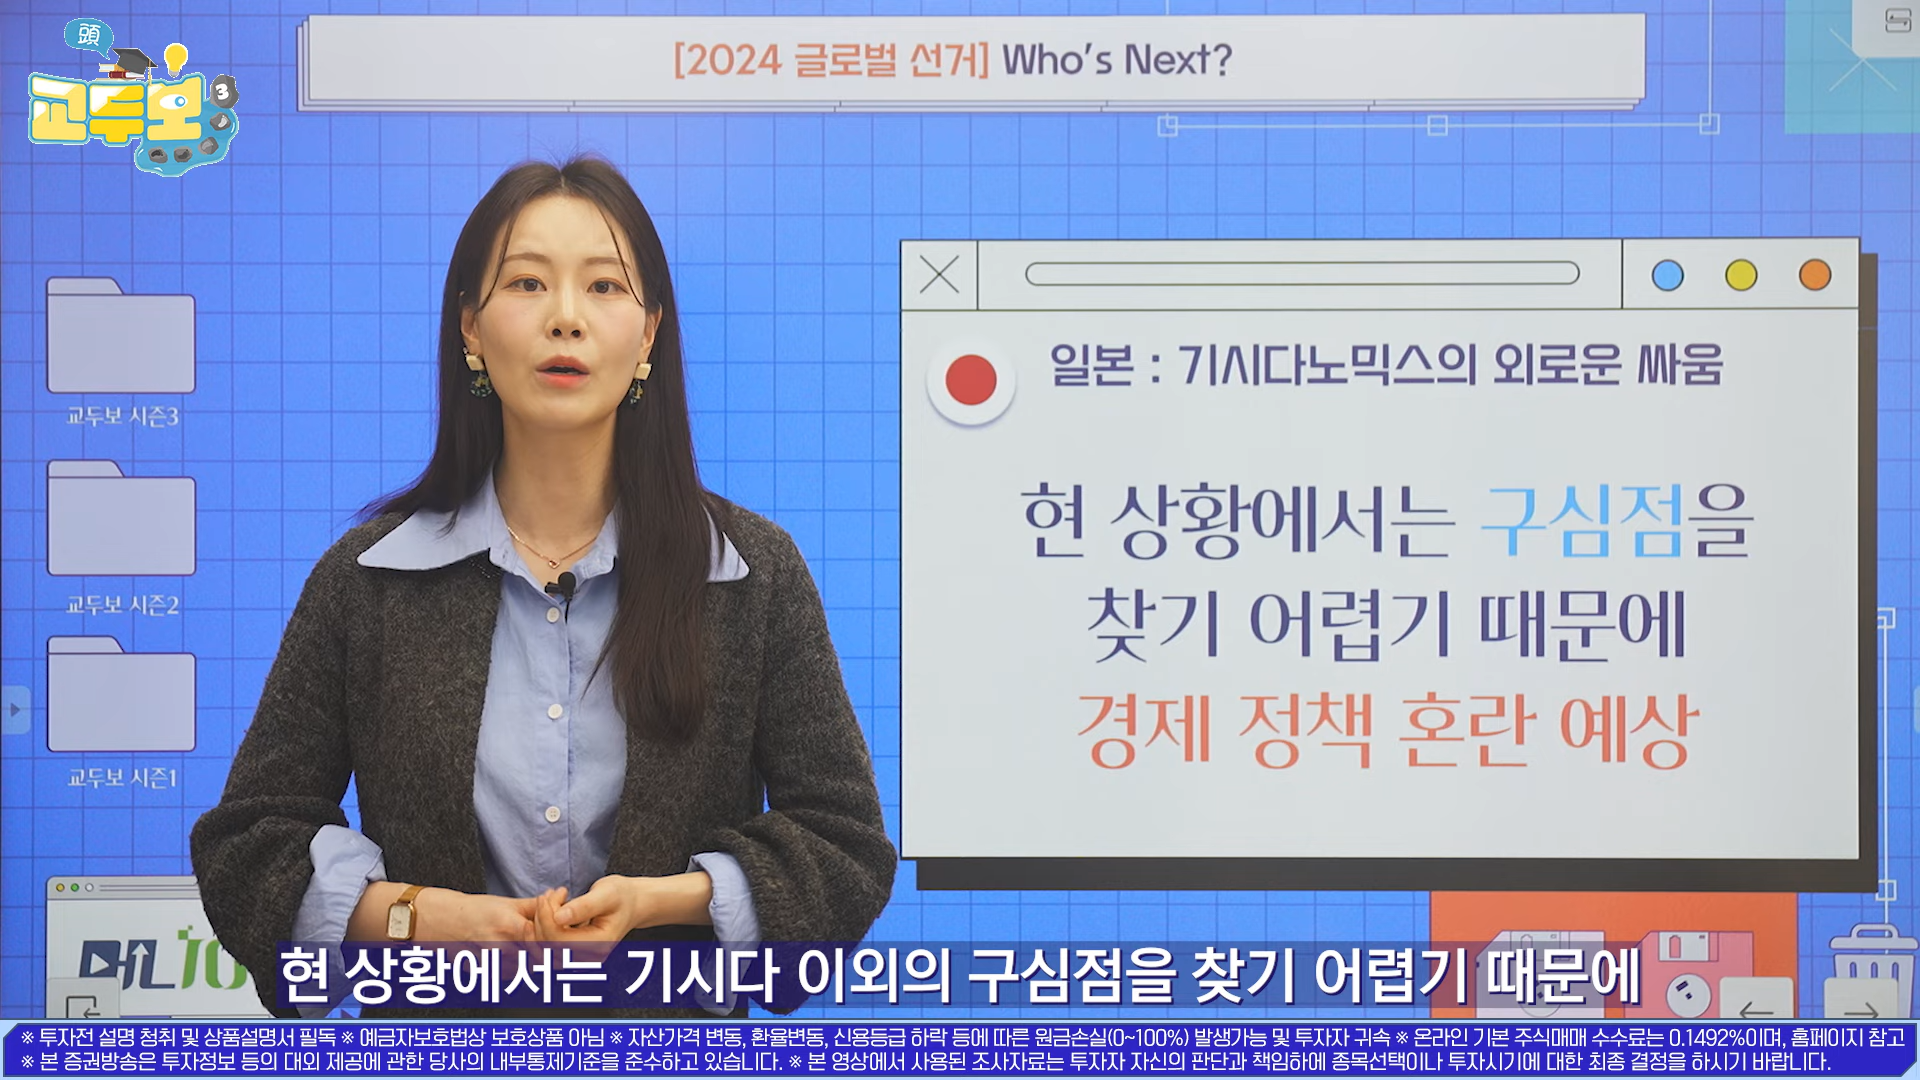 頭
교두보
3
[2024 글로벌 선거] Who's Next?
일본 : 기시다노믹스의 외로운 싸움
현 상황에서는 구심점을
찾기 어렵기 때문에
경제 정책 혼란 예상
교두보 시즌3
교두보 시즌2
교두보 시즌1
현 상황에서는 기시다 이외의 구심점을 찾기 어렵기 때문에
※ 투자전 설명 청취 및 상품설명서 필독 ※ 예금자보호법상 보호상품 아님 ※ 자산가격 변동, 환율변동, 신용등급 하락 등에 따른 원금손실(0~100%) 발생가능 및 투자자 귀속 ※ 온라인 기본 주식매매 수수료는 0.1492%이며, 홈페이지 참고
※ 본 증권방송은 투자정보 등의 대외 제공에 관한 당사의 내부통제기준을 준수하고 있습니다. ※ 본 영상에서 사용된 조사자료는 투자자 자신의 판단과 책임하에 종목선택이나 투자시기에 대한 최종 결정을 하시기 바랍니다.